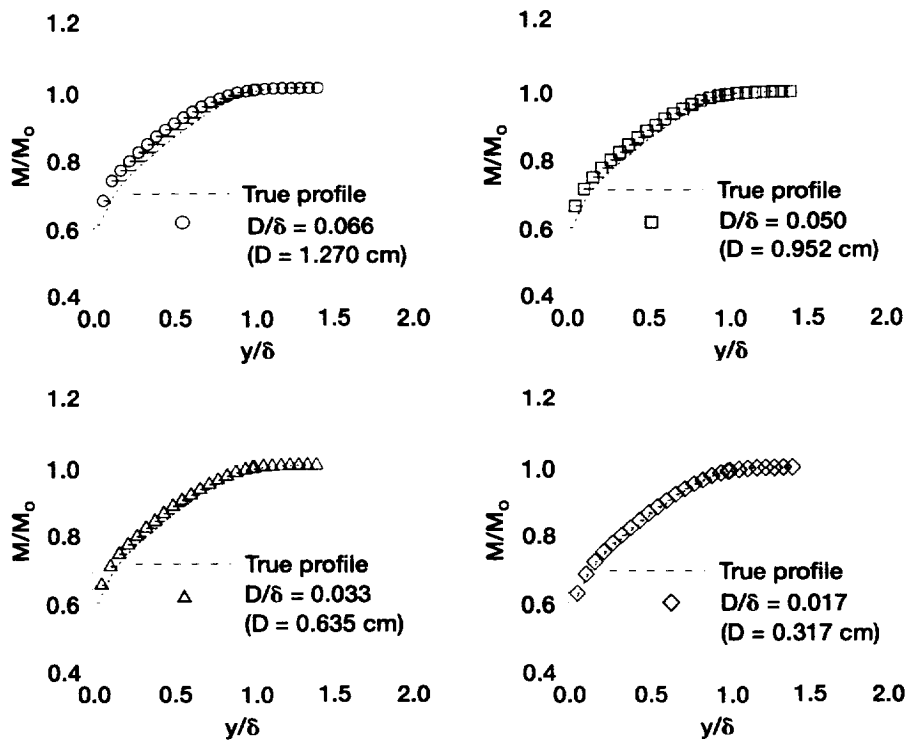 1.2
1.0
0.8
0.6
0.4
M/Mo
True profile
D/δ = 0.066
(D = 1.270 cm)
0.0 0.5 1.0 1.5 2.0
y/δ
1.2
1.0
0.8
0.6
0.4
M/Mo
True profile
D/δ = 0.050
(D = 0.952 cm)
0.0 0.5 1.0 1.5 2.0
y/δ
1.2
1.0
0.8
0.6
0.4
M/Mo
True profile
D/δ = 0.033
(D = 0.635 cm)
0.0 0.5 1.0 1.5 2.0
y/δ
1.2
1.0
0.8
0.6
0.4
M/Mo
True profile
D/δ = 0.017
(D = 0.317 cm)
0.0 0.5 1.0 1.5 2.0
y/δ